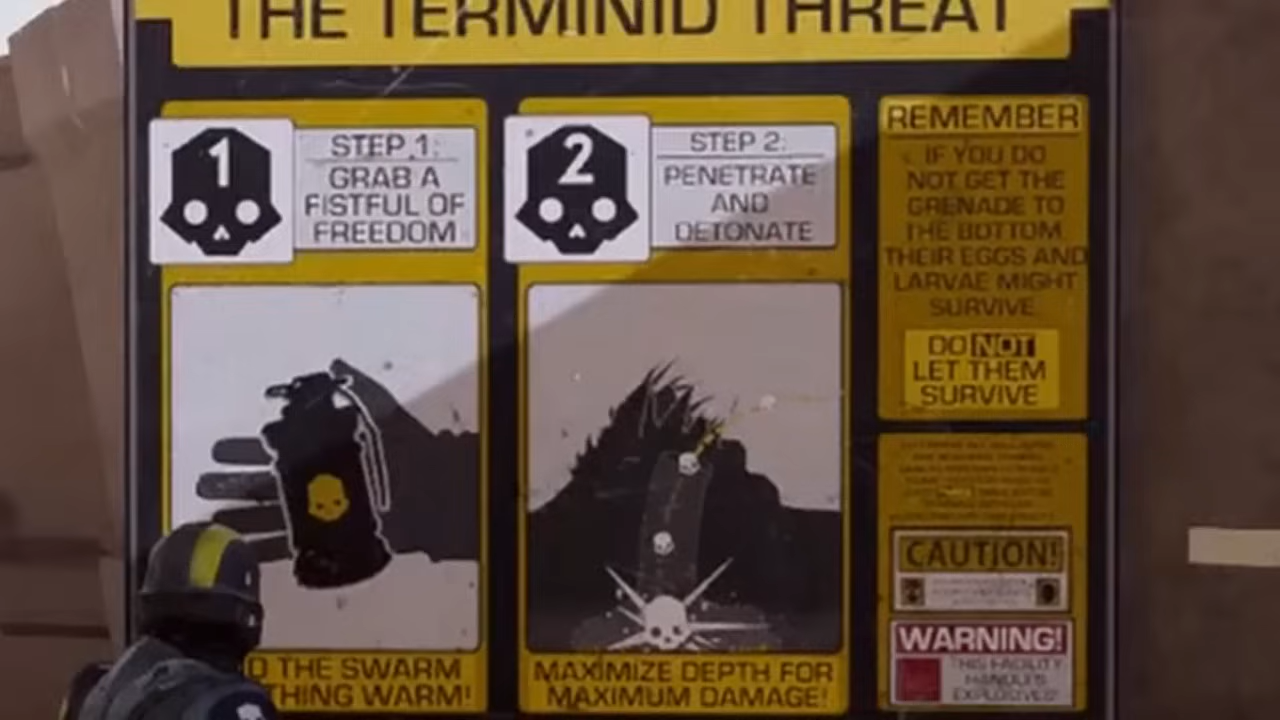 THE TERMINID THREAT
1
STEP 1:
GRAB A
FISTFUL OF
FREEDOM
2
STEP 2:
PENETRATE
AND
DETONATE
D THE SWARM
THING WARM!
MAXIMIZE DEPTH FOR
MAXIMUM DAMAGE!
REMEMBER
IF YOU DO
NOT GET THE
GRENADE TO
THE BOTTOM
THEIR EGGS AND
LARVAE MIGHT
SURVIVE
DO NOT
LET THEM
SURVIVE
CAUTION!
WARNING!
THIS FACILITY
HANDLES
EXPLOSIVES